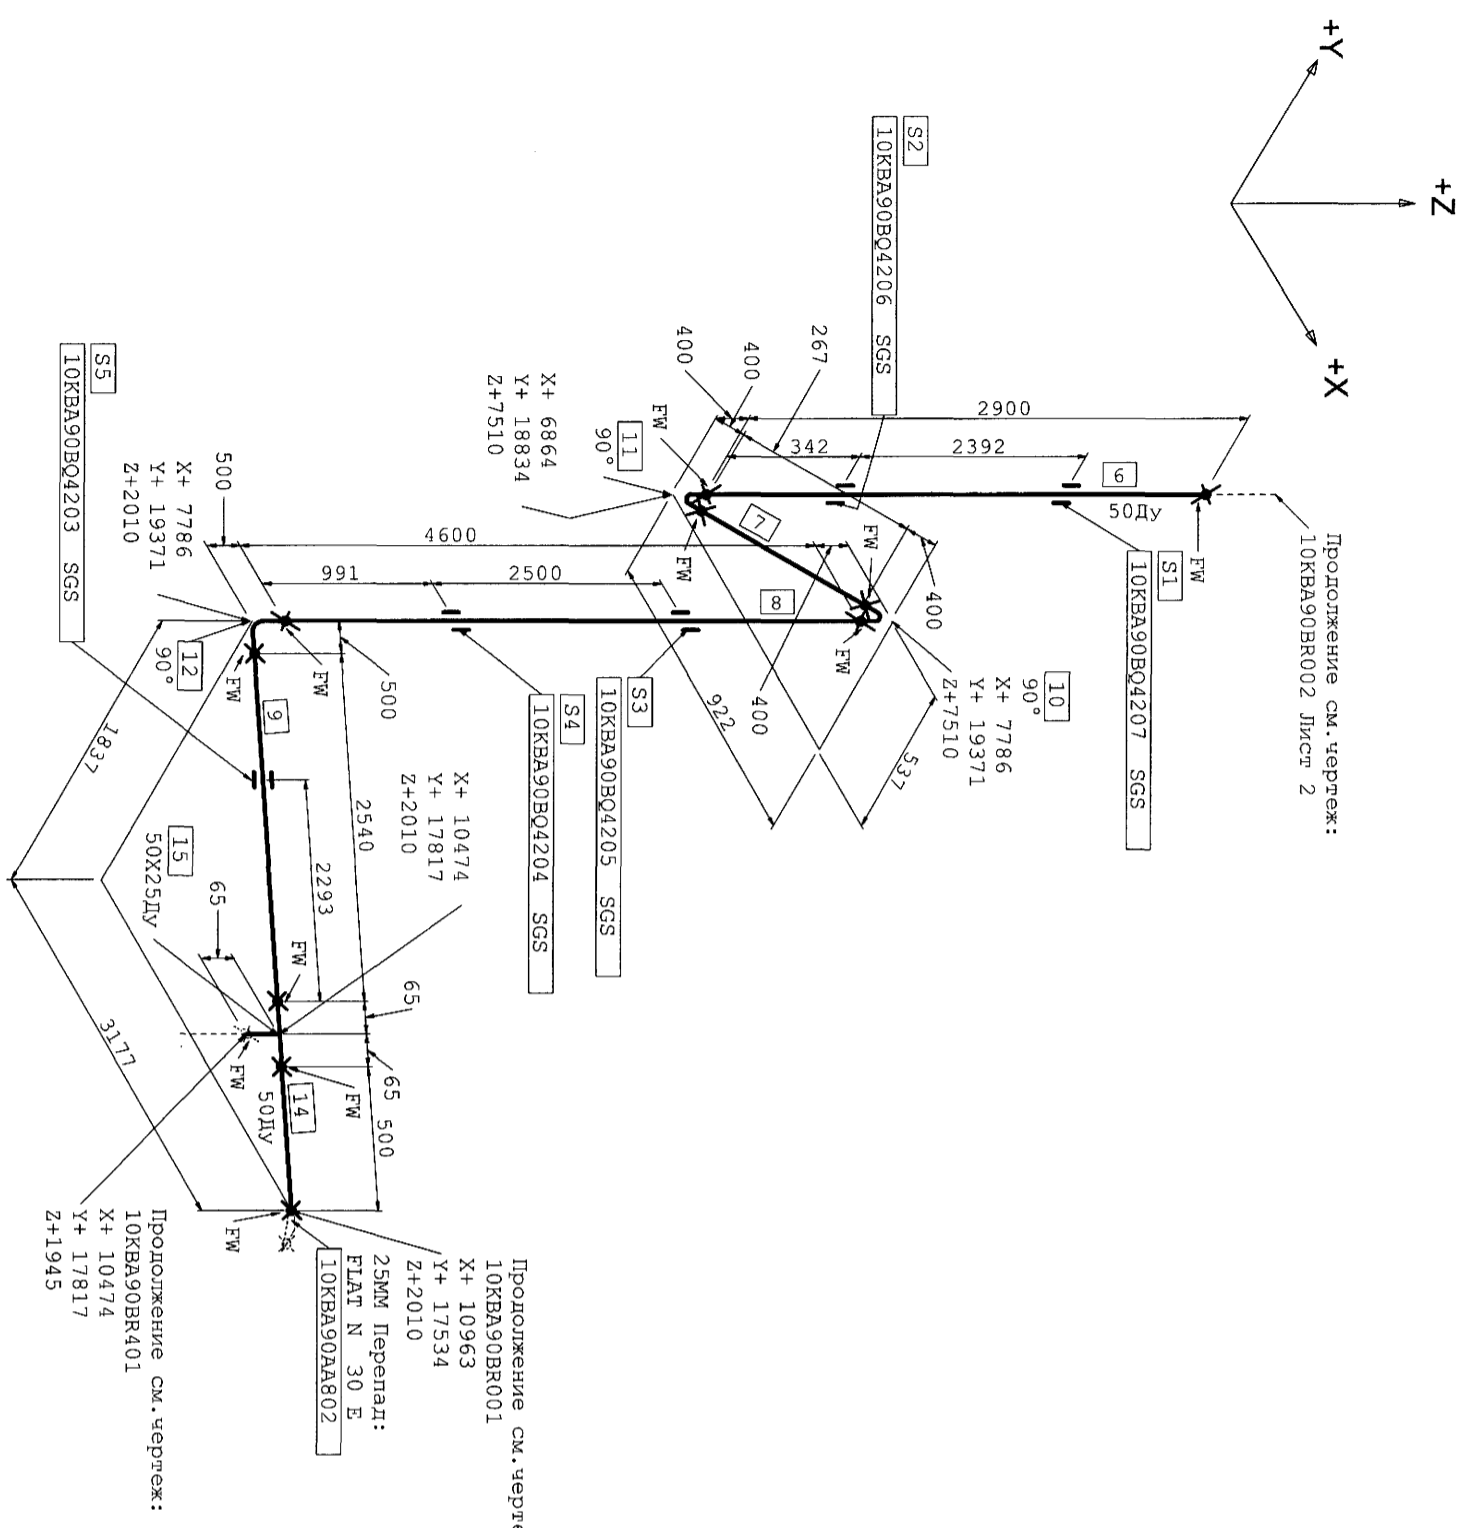 +Y
+Z
+X
S2
10KBA90BQ4206 SGS
Продолжение см.чертеж:
10KBA90BR002 Лист 2
FW
S1
10KBA90BQ4207 SGS
6
50Ду
2900
2392
342
267
400
400
FW
11
90°
X+ 6864
Y+ 18834
Z+7510
7
FW
FW
400
FW
8
10
90°
X+ 7786
Y+ 19371
Z+7510
537
922
400
4600
2500
991
500
S3
10KBA90BQ4205 SGS
S4
10KBA90BQ4204 SGS
S5
10KBA90BQ4203 SGS
X+ 7786
Y+ 19371
Z+2010
12
90°
FW
FW
500
9
2540
2293
X+ 10474
Y+ 17817
Z+2010
15
50X25Ду
65
FW
65
65
500
FW
FW
14
50Ду
1837
3177
FW
Продолжение см.черте
10KBA90BR001
X+ 10963
Y+ 17534
Z+2010
25ММ Перепад:
FLAT N 30 E
10KBA90AA802
Продолжение см.чертеж:
10KBA90BR401
X+ 10474
Y+ 17817
Z+1945